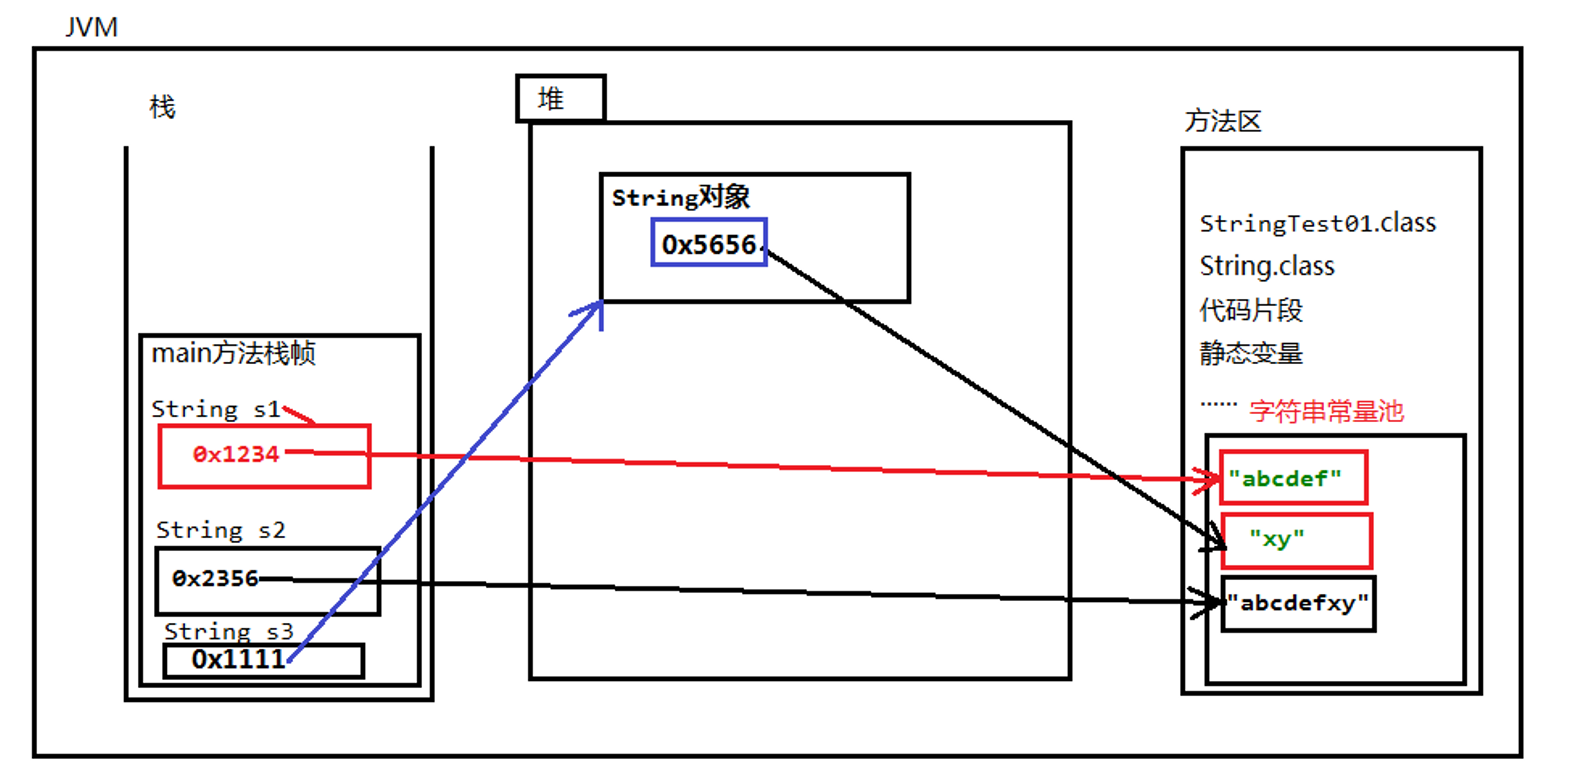 JVM
栈
堆
方法区
String对象
0x5656
StringTest01.class
String.class
代码片段
静态变量
......
字符串常量池
main方法栈帧
String s1
0x1234
"abcdef"
String s2
"xy"
0x2356
"abcdefxy"
String s3
0x1111